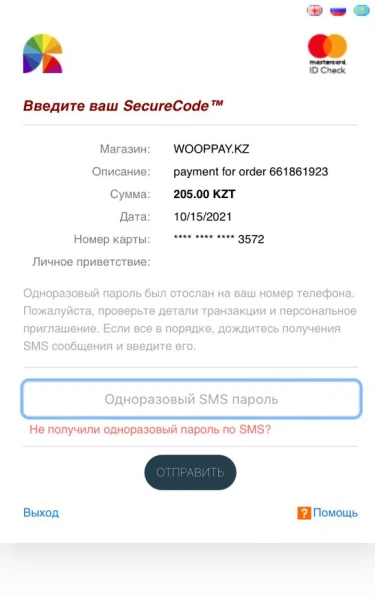 mastercard.
ID Check
Введите ваш SecureCode™
Магазин: WOOPPAY.KZ
Описание: payment for order 661861923
Сумма: 205.00 KZT
Дата: 10/15/2021
Номер карты: **** **** **** 3572
Личное приветствие:
Одноразовый пароль был отослан на ваш номер телефона.
Пожалуйста, проверьте детали транзакции и персональное
приглашение. Если все в порядке, дождитесь получения
SMS сообщения и введите его.
Одноразовый SMS пароль
Не получили одноразовый пароль по SMS?
ОТПРАВИТЬ
Выход
? Помощь